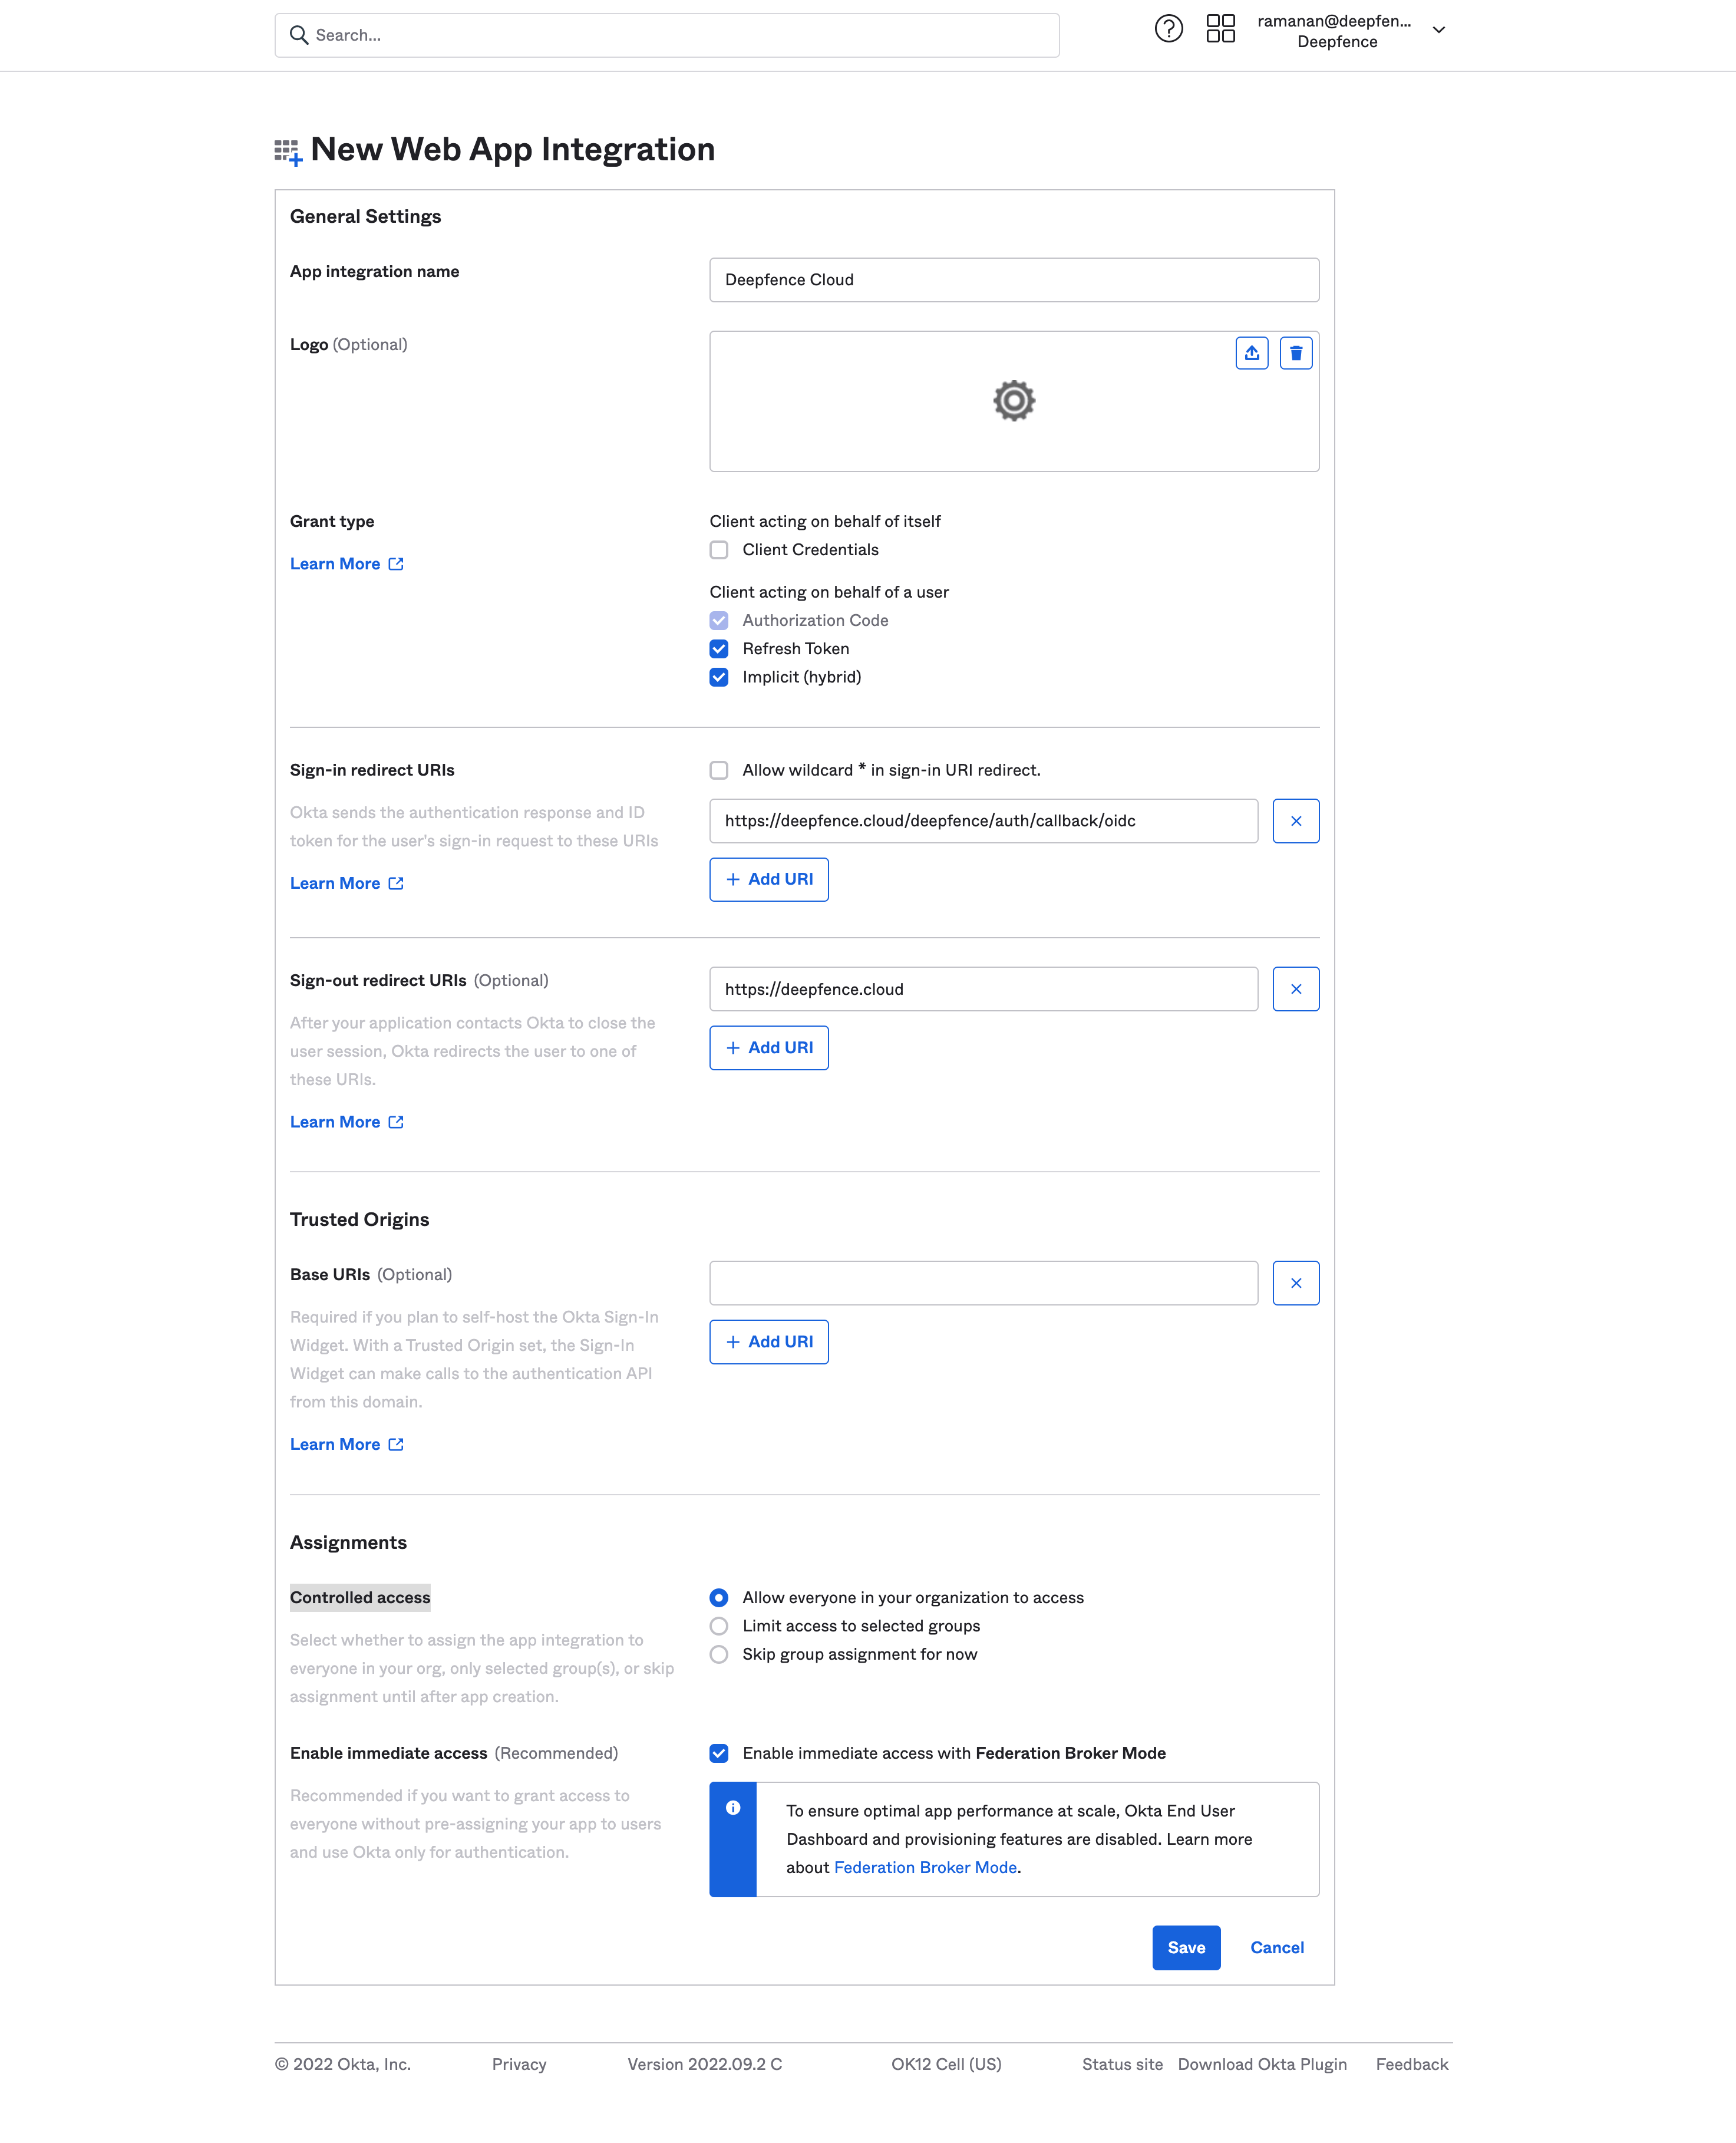 Search...
ramanan@deepfen...
Deepfence
New Web App Integration
General Settings
App integration name
Deepfence Cloud
Logo (Optional)
Grant type
Learn More
Client acting on behalf of itself
Client Credentials
Client acting on behalf of a user
Authorization Code
Refresh Token
Implicit (hybrid)
Sign-in redirect URIs
Okta sends the authentication response and ID
token for the user's sign-in request to these URIs
Learn More
Allow wildcard * in sign-in URI redirect.
https://deepfence.cloud/deepfence/auth/callback/oidc
+ Add URI
Sign-out redirect URIs (Optional)
After your application contacts Okta to close the
user session, Okta redirects the user to one of
these URIs.
Learn More
https://deepfence.cloud
+ Add URI
Trusted Origins
Base URIs (Optional)
Required if you plan to self-host the Okta Sign-In
Widget. With a Trusted Origin set, the Sign-In
Widget can make calls to the authentication API
from this domain.
Learn More
+ Add URI
Assignments
Controlled access
Select whether to assign the app integration to
everyone in your org, only selected group(s), or skip
assignment until after app creation.
Allow everyone in your organization to access
Limit access to selected groups
Skip group assignment for now
Enable immediate access (Recommended)
Recommended if you want to grant access to
everyone without pre-assigning your app to users
and use Okta only for authentication.
Enable immediate access with Federation Broker Mode
To ensure optimal app performance at scale, Okta End User
Dashboard and provisioning features are disabled. Learn more
about Federation Broker Mode.
Save
Cancel
© 2022 Okta, Inc.
Privacy
Version 2022.09.2 C
OK12 Cell (US)
Status site
Download Okta Plugin
Feedback